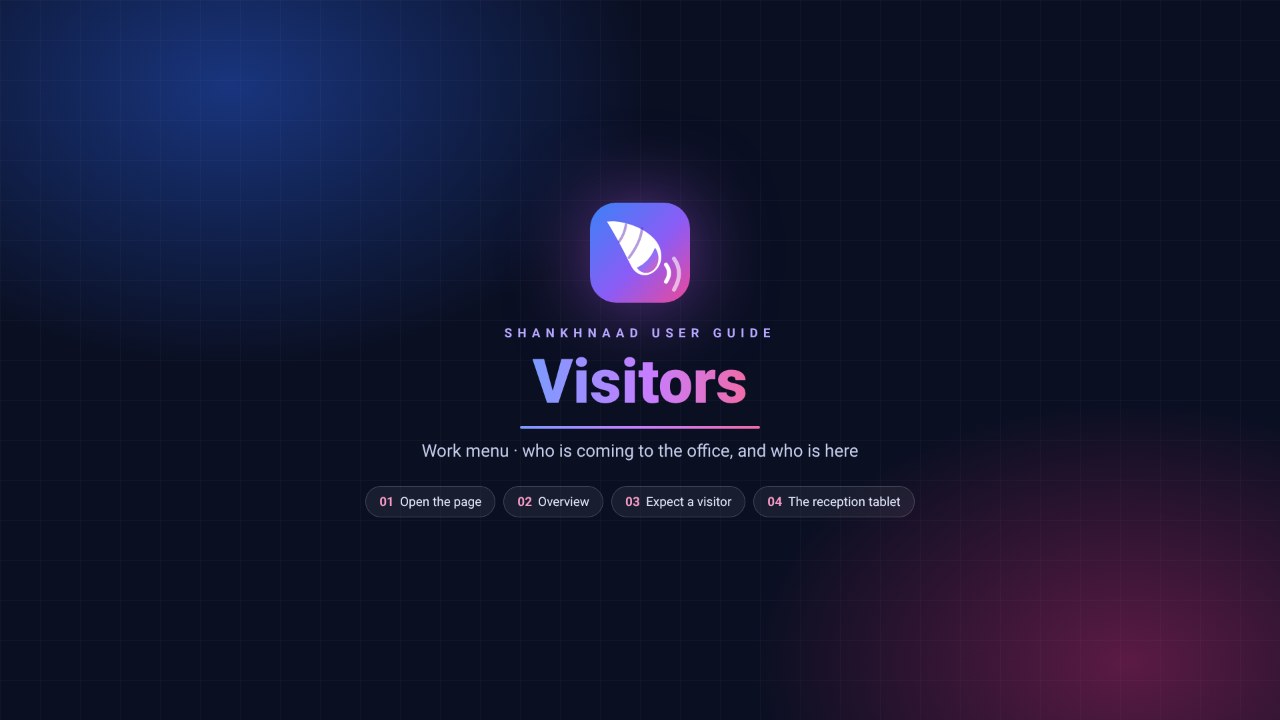 SHANKHNAAD USER GUIDE
Visitors
Work menu · who is coming to the office, and who is here
01 Open the page 02 Overview 03 Expect a visitor 04 The reception tablet